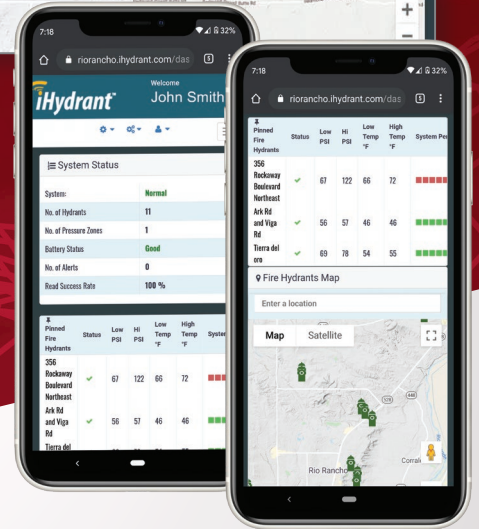 7:18
32%
riorancho.ihydrant.com/das
5
iHydrant
Welcome
John Smith
System Status
System: Normal
No. of Hydrants 11
No. of Pressure Zones 1
Battery Status Good
No. of Alerts 0
Read Success Rate 100 %
Pinned
Fire
Hydrants
Status
Low
PSI
Hi
PSI
Low
Temp
°F
High
Temp
°F
356
Rockaway
Boulevard
Northeast
67 122 66 72
Ark Rd
and Viga
Rd
56 57 46 46
Tierra del
7:18
32%
riorancho.ihydrant.com/das
5
Pinned
Fire
Hydrants
Status
Low
PSI
Hi
PSI
Low
Temp
°F
High
Temp
°F
System Per
356
Rockaway
Boulevard
Northeast
67 122 66 72
Ark Rd
and Viga
Rd
56 57 46 46
Tierra del
oro
69 78 54 55
Fire Hydrants Map
Enter a location
Map Satellite
528
448
Rio Rancho
Corral